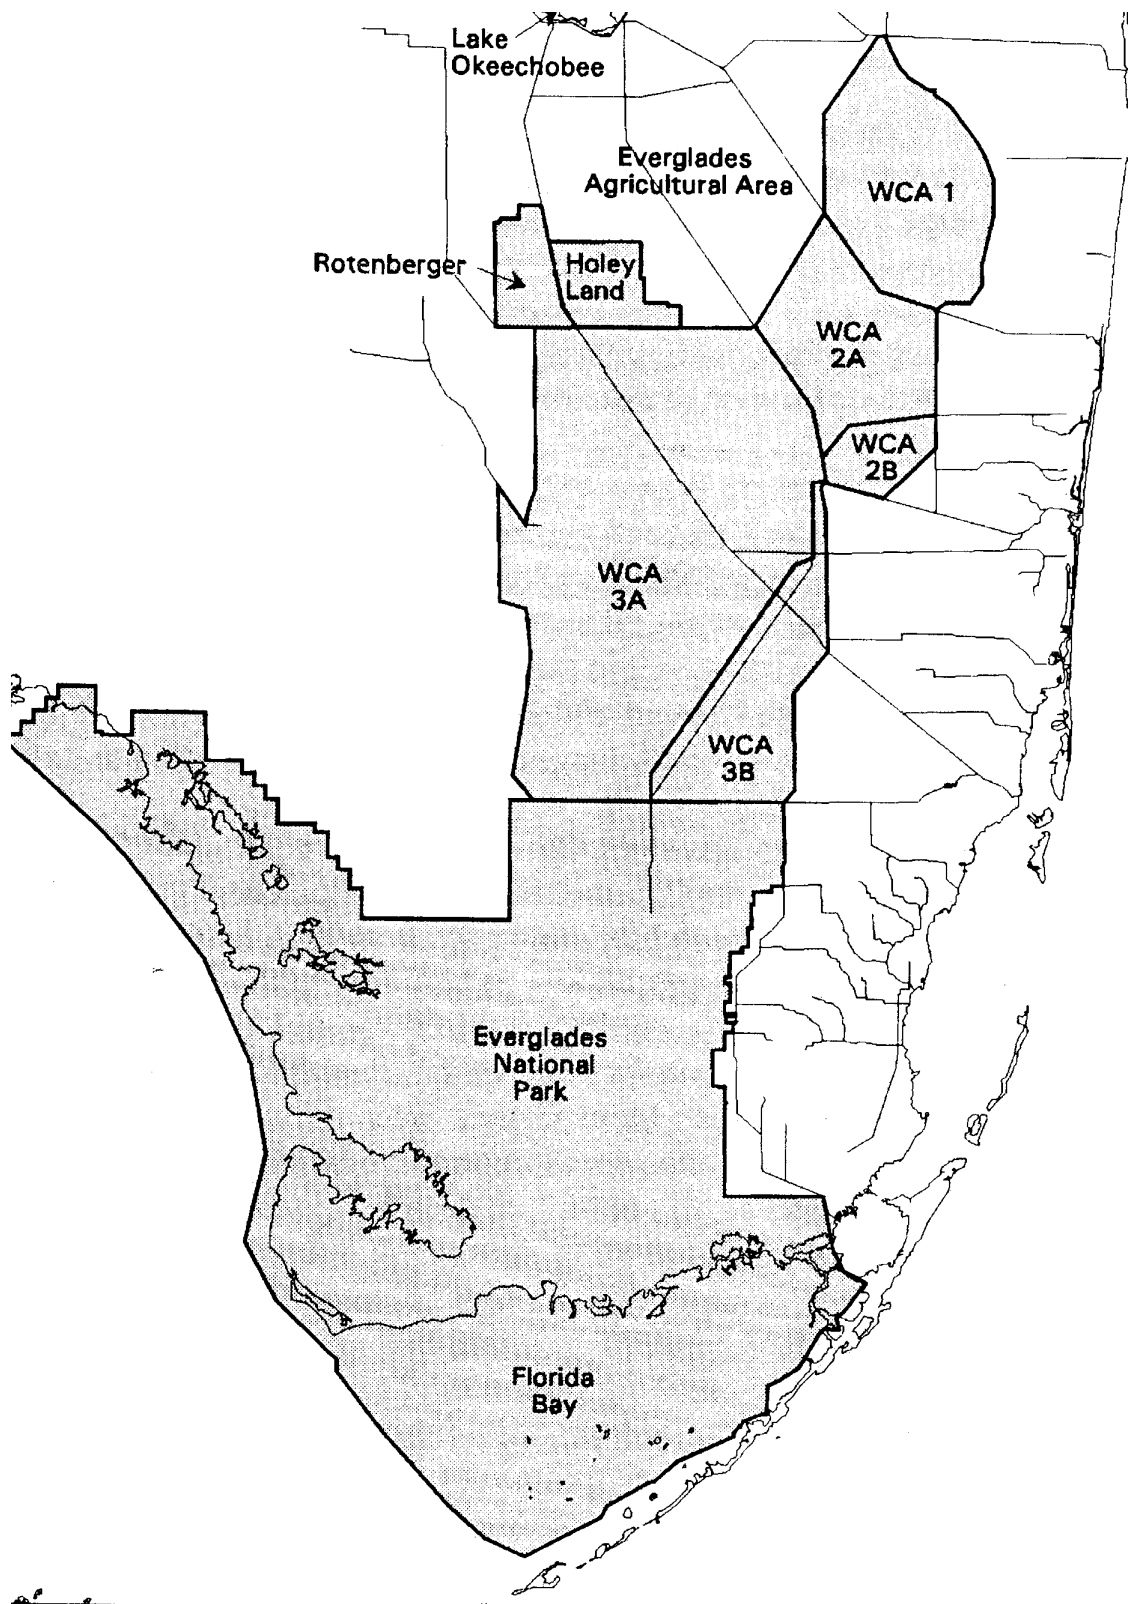 Lake
Okeechobee
Everglades
Agricultural Area
WCA 1
Rotenberger
Holey
Land
WCA
2A
WCA
2B
WCA
3A
WCA
3B
Everglades
National
Park
Florida
Bay